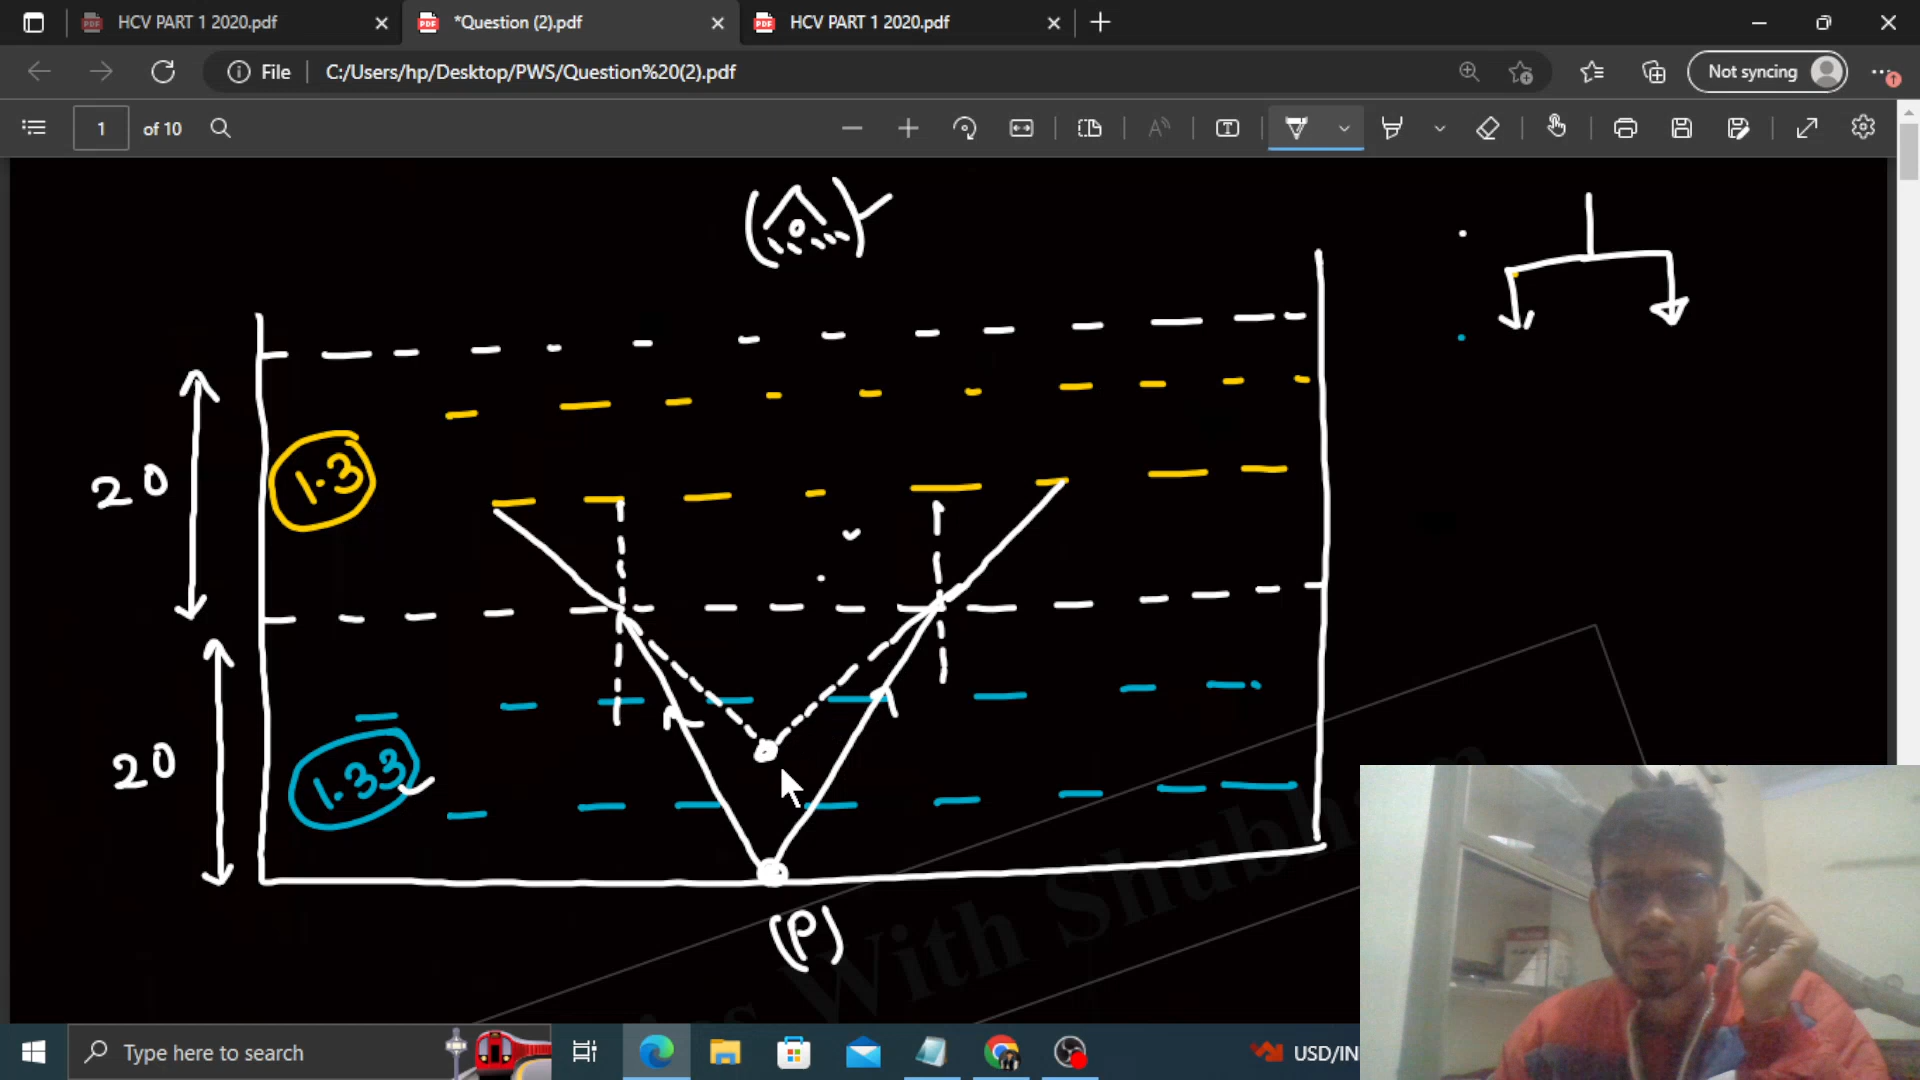 HCV PART 1 2020.pdf
*Question (2).pdf
HCV PART 1 2020.pdf
File
C:/Users/hp/Desktop/PWS/Question%20(2).pdf
Not syncing
1
of 10
20
1.3
20
1.33
(P)
With Shubham
Type here to search
USD/IN